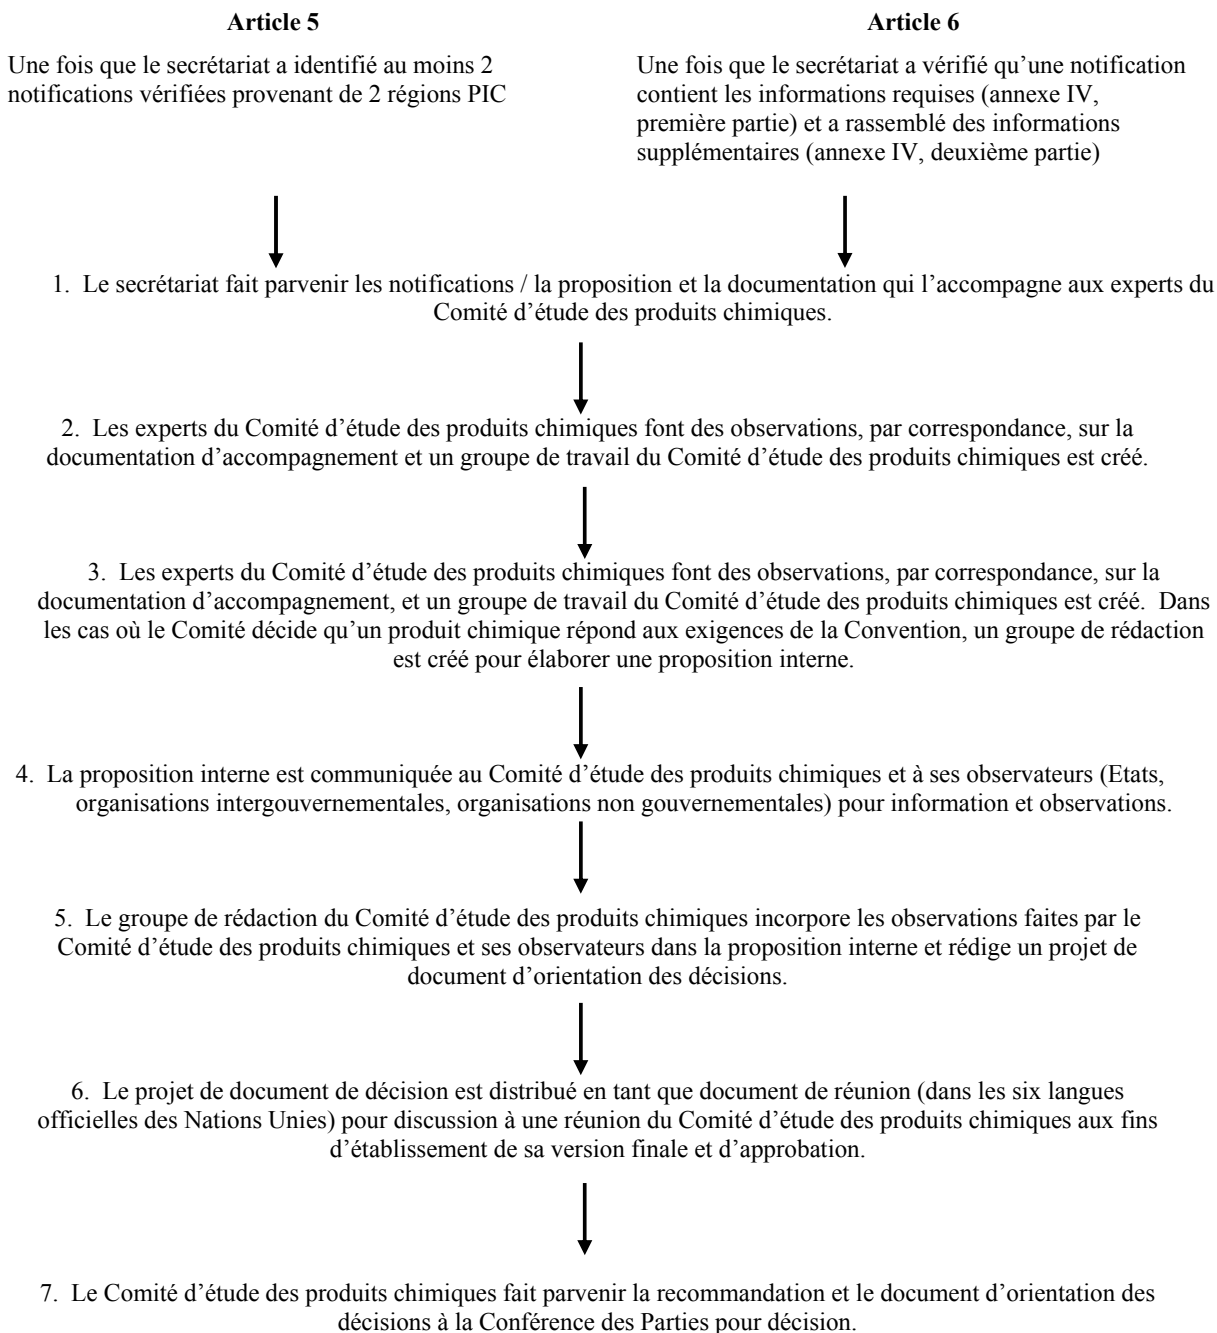 Article 5
Une fois que le secrétariat a identifié au moins 2
notifications vérifiées provenant de 2 régions PIC
Article 6
Une fois que le secrétariat a vérifié qu’une notification
contient les informations requises (annexe IV,
première partie) et a rassemblé des informations
supplémentaires (annexe IV, deuxième partie)
1. Le secrétariat fait parvenir les notifications / la proposition et la documentation qui l’accompagne aux experts du
Comité d’étude des produits chimiques.
2. Les experts du Comité d’étude des produits chimiques font des observations, par correspondance, sur la
documentation d’accompagnement et un groupe de travail du Comité d’étude des produits chimiques est créé.
3. Les experts du Comité d’étude des produits chimiques font des observations, par correspondance, sur la
documentation d’accompagnement, et un groupe de travail du Comité d’étude des produits chimiques est créé. Dans
les cas où le Comité décide qu’un produit chimique répond aux exigences de la Convention, un groupe de rédaction
est créé pour élaborer une proposition interne.
4. La proposition interne est communiquée au Comité d’étude des produits chimiques et à ses observateurs (Etats,
organisations intergouvernementales, organisations non gouvernementales) pour information et observations.
5. Le groupe de rédaction du Comité d’étude des produits chimiques incorpore les observations faites par le
Comité d’étude des produits chimiques et ses observateurs dans la proposition interne et rédige un projet de
document d’orientation des décisions.
6. Le projet de document de décision est distribué en tant que document de réunion (dans les six langues
officielles des Nations Unies) pour discussion à une réunion du Comité d’étude des produits chimiques aux fins
d’établissement de sa version finale et d’approbation.
7. Le Comité d’étude des produits chimiques fait parvenir la recommandation et le document d’orientation des
décisions à la Conférence des Parties pour décision.